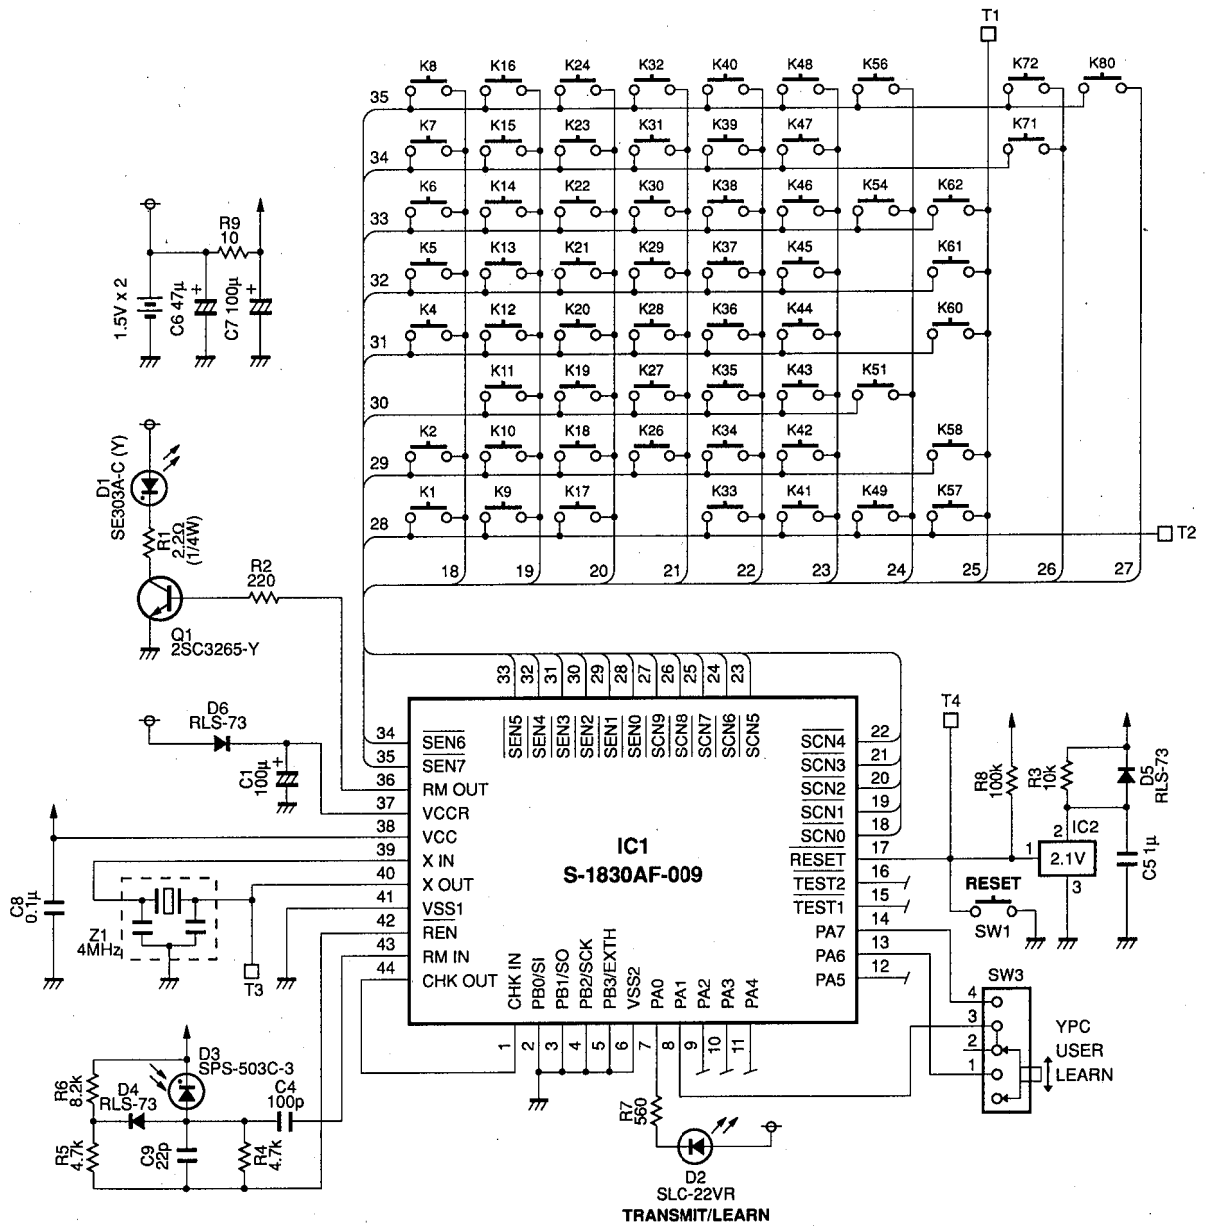 T1
K8 K16 K24 K32 K40 K48 K56 K72 K80
35
K7 K15 K23 K31 K39 K47 K71
34
K6 K14 K22 K30 K38 K46 K54 K62
33
K5 K13 K21 K29 K37 K45 K61
32
K4 K12 K20 K28 K36 K44 K60
31
K11 K19 K27 K35 K43 K51
30
K2 K10 K18 K26 K34 K42 K58
29
K1 K9 K17 K33 K41 K49 K57
28
T2
18 19 20 21 22 23 24 25 26 27
R9
10
1.5V x 2
C6 47µ
C7 100µ
D1
SE303A-C (Y)
R1
2.2Ω
(1/4W)
R2
220
Q1
2SC3265-Y
D6
RLS-73
C1
100µ
C8
0.1µ
Z1
4MHz
T3
33 32 31 30 29 28 27 26 25 24 23
SEN5 SEN4 SEN3 SEN2 SEN1 SEN0 SCN9 SCN8 SCN7 SCN6 SCN5
34 SEN6
35 SEN7
36 RM OUT
37 VCCR
38 VCC
39 X IN
40 X OUT
41 VSS1
42 REN
43 RM IN
44 CHK OUT
IC1
S-1830AF-009
SCN4 22
SCN3 21
SCN2 20
SCN1 19
SCN0 18
RESET 17
TEST2 16
TEST1 15
PA7 14
PA6 13
PA5 12
CHK IN PB0/SI PB1/SO PB2/SCK PB3/EXTH VSS2 PA0 PA1 PA2 PA3 PA4
1 2 3 4 5 6 7 8 9 10 11
T4
R8
100k
R3
10k
D5
RLS-73
IC2
2
1
2.1V
3
C5 1µ
RESET
SW1
SW3
4
3 YPC
2 USER
1 LEARN
D3
SPS-503C-3
R6
8.2k
D4
RLS-73
C4
100p
R5
4.7k
C9
22p
R4
4.7k
R7
560
D2
SLC-22VR
TRANSMIT/LEARN